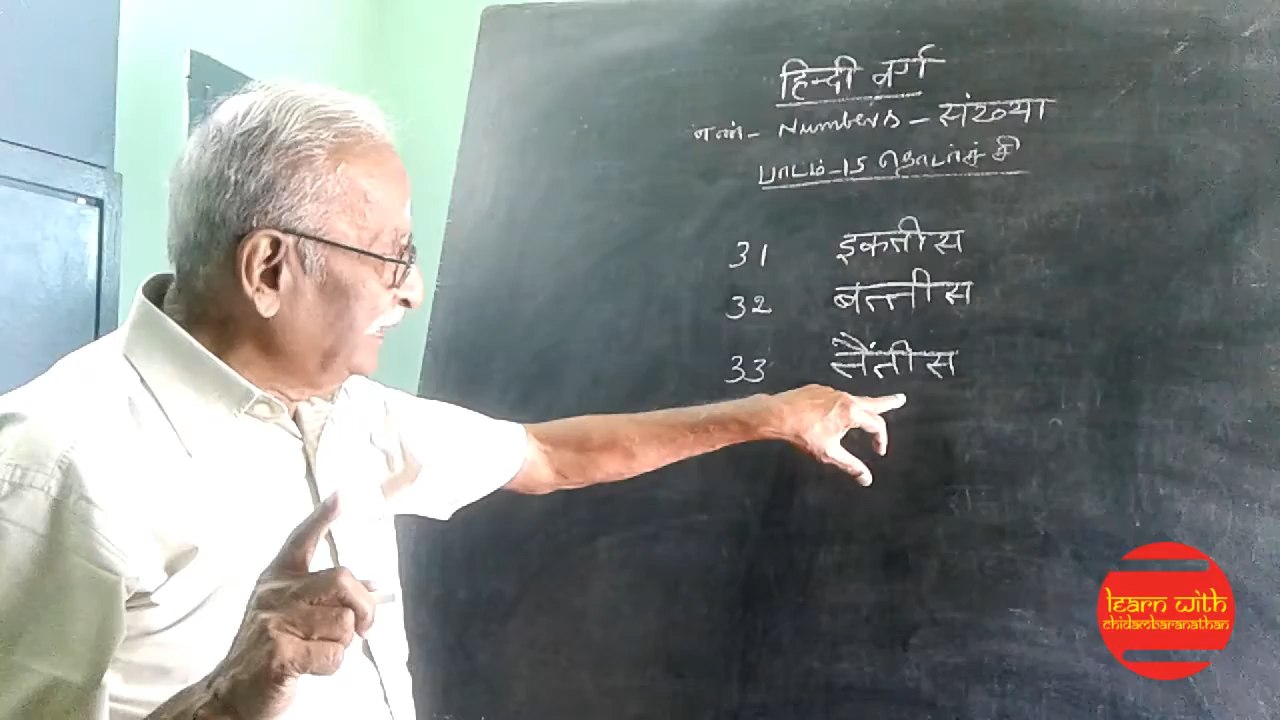 हिन्दी वर्ग
எண்- Numbers - संख्या
பாடம்-15 தொடர்ச்சி
31 इकतीस
32 बत्तीस
33 तैंतीस
LEARN WITH
CHIDAMBARANATHAN